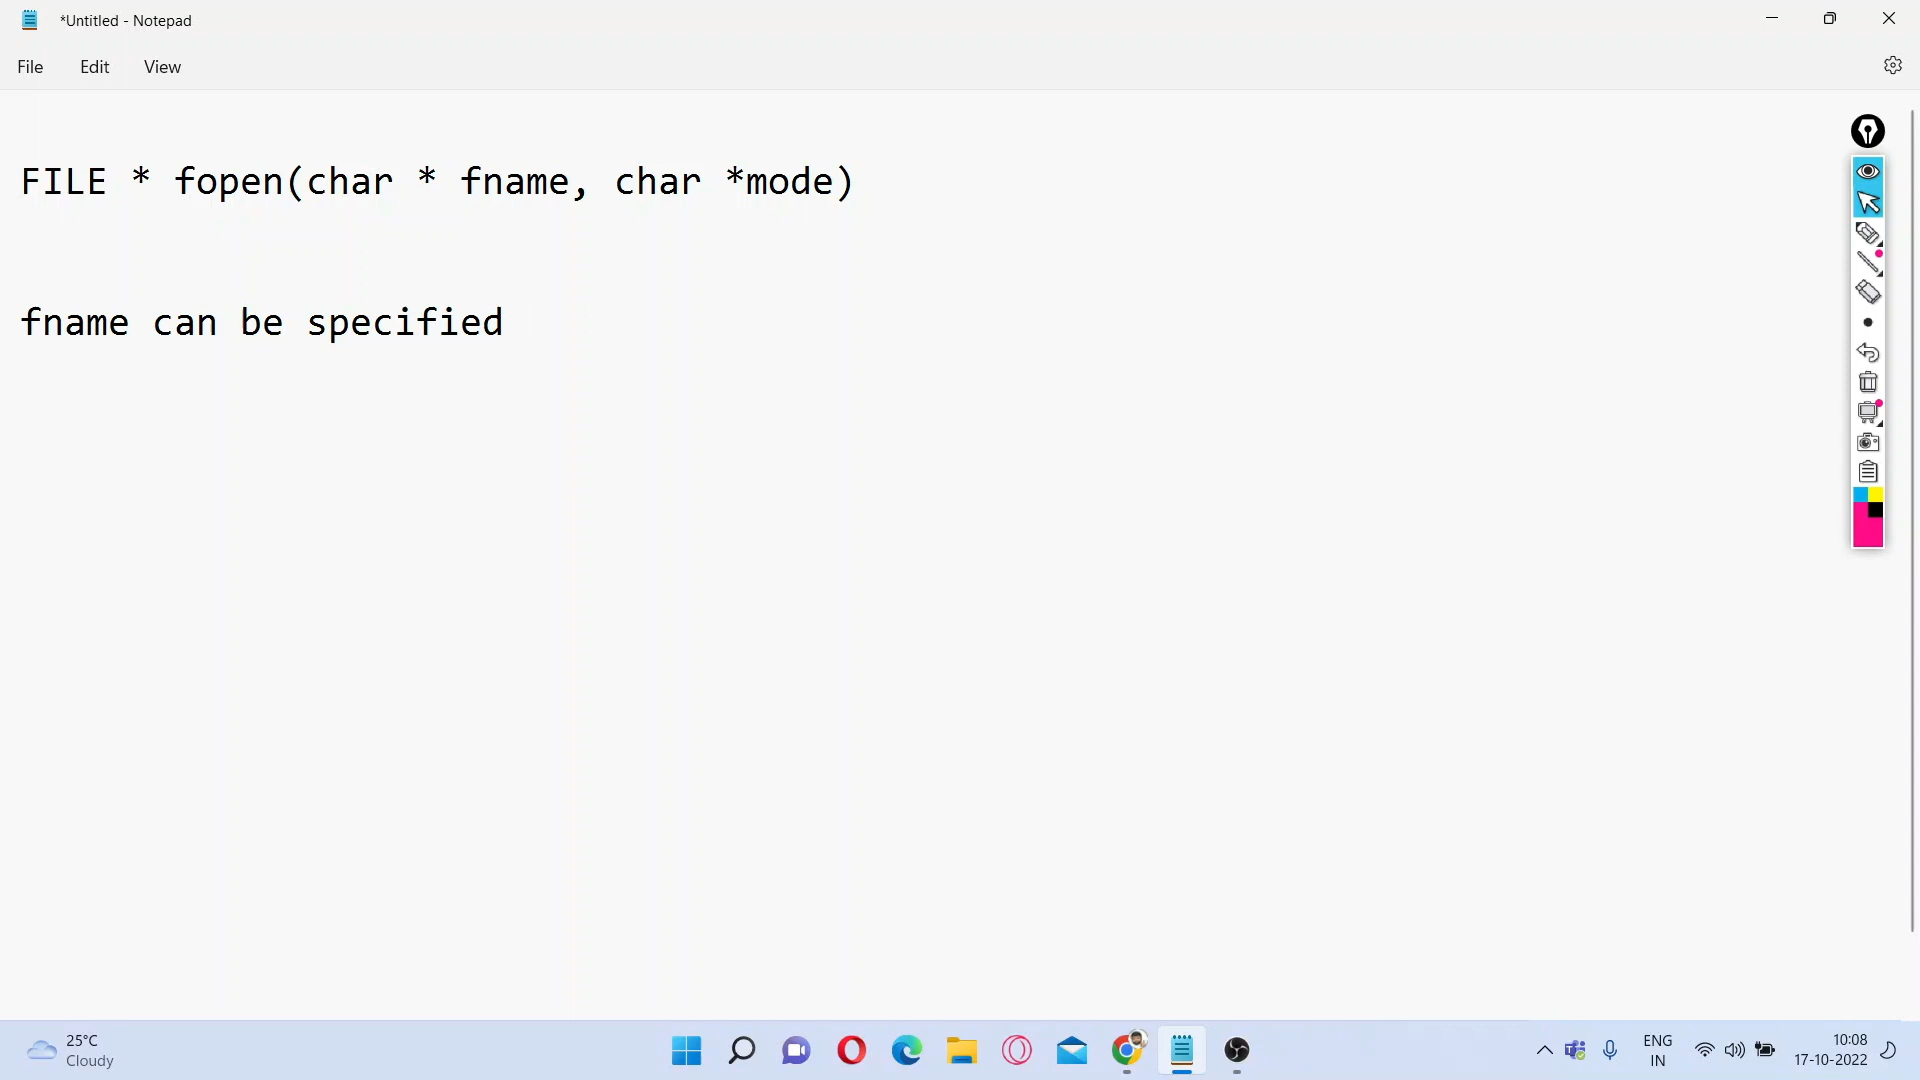 *Untitled - Notepad
File Edit View
FILE * fopen(char * fname, char *mode)
fname can be specified
25°C
Cloudy
ENG
IN
10:08
17-10-2022